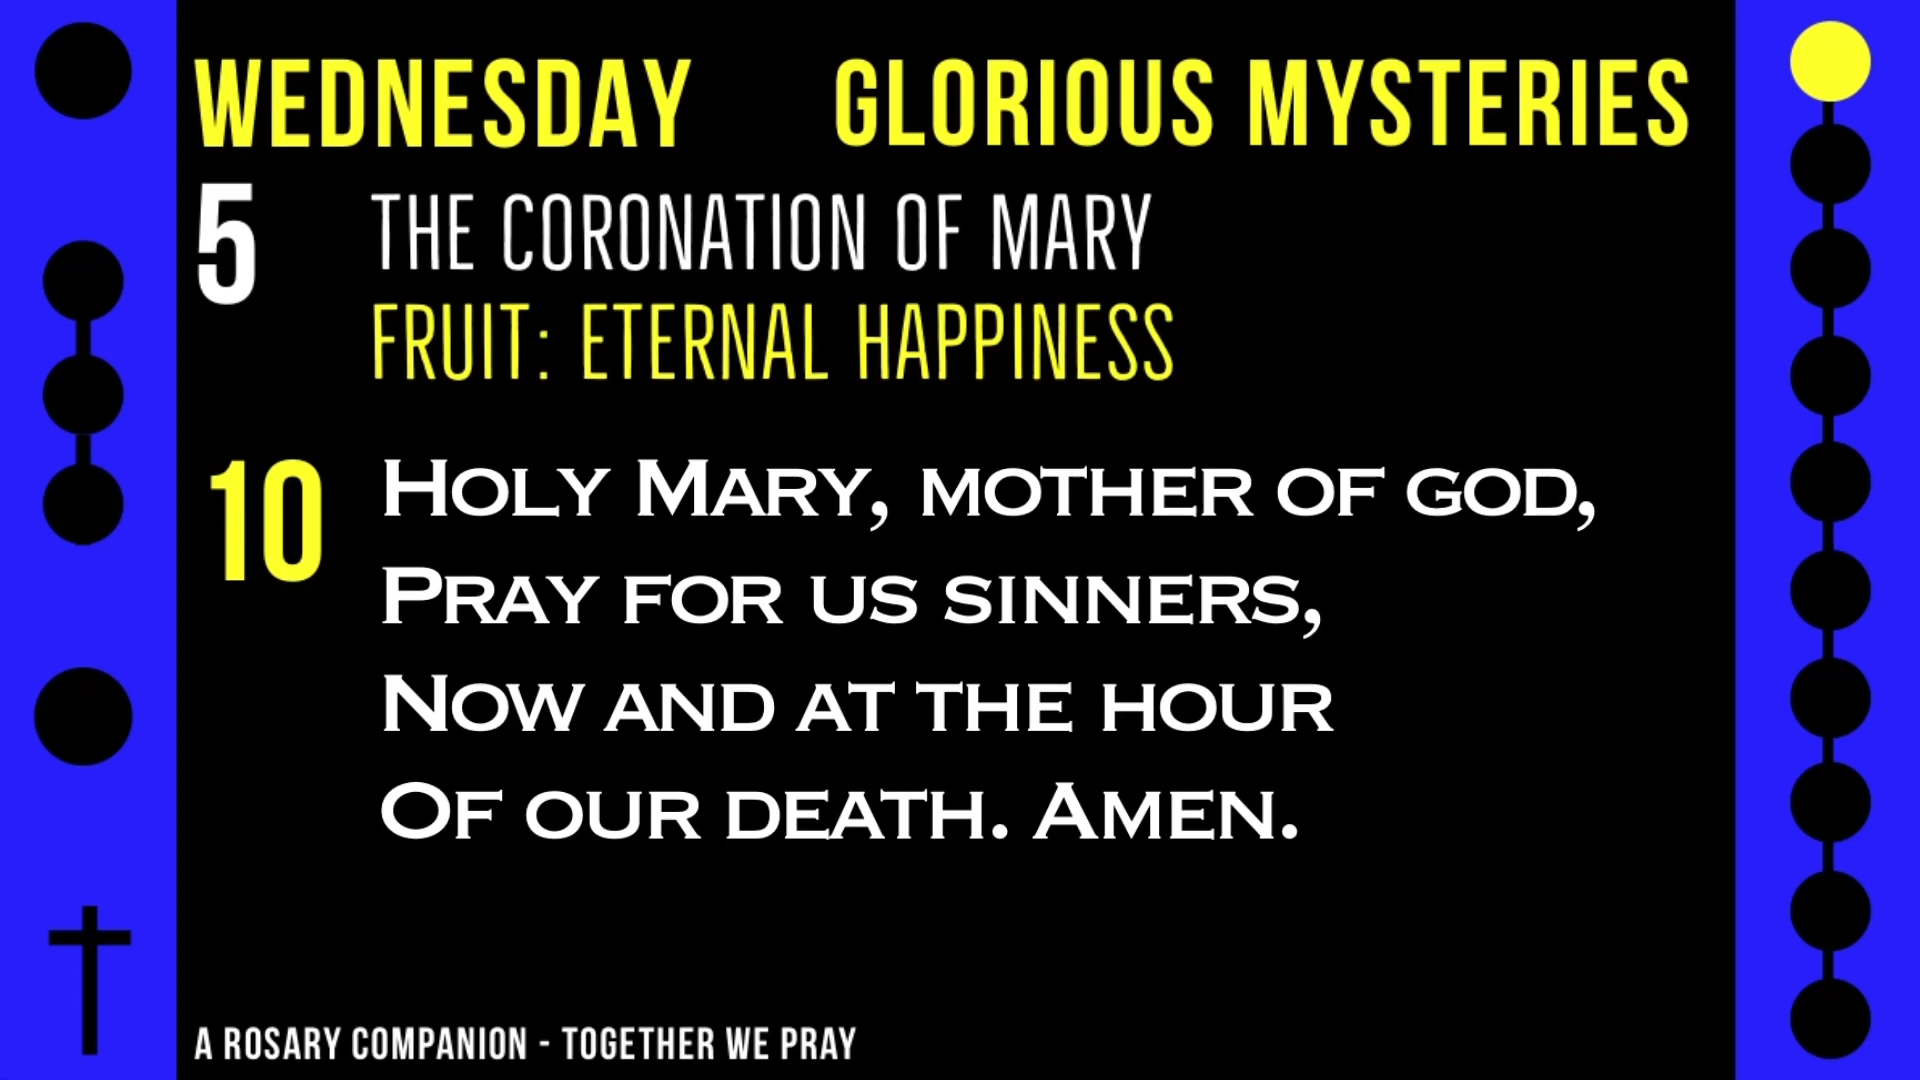 WEDNESDAY GLORIOUS MYSTERIES
5 THE CORONATION OF MARY
FRUIT: ETERNAL HAPPINESS
10 HOLY MARY, MOTHER OF GOD,
PRAY FOR US SINNERS,
NOW AND AT THE HOUR
OF OUR DEATH. AMEN.
A ROSARY COMPANION - TOGETHER WE PRAY